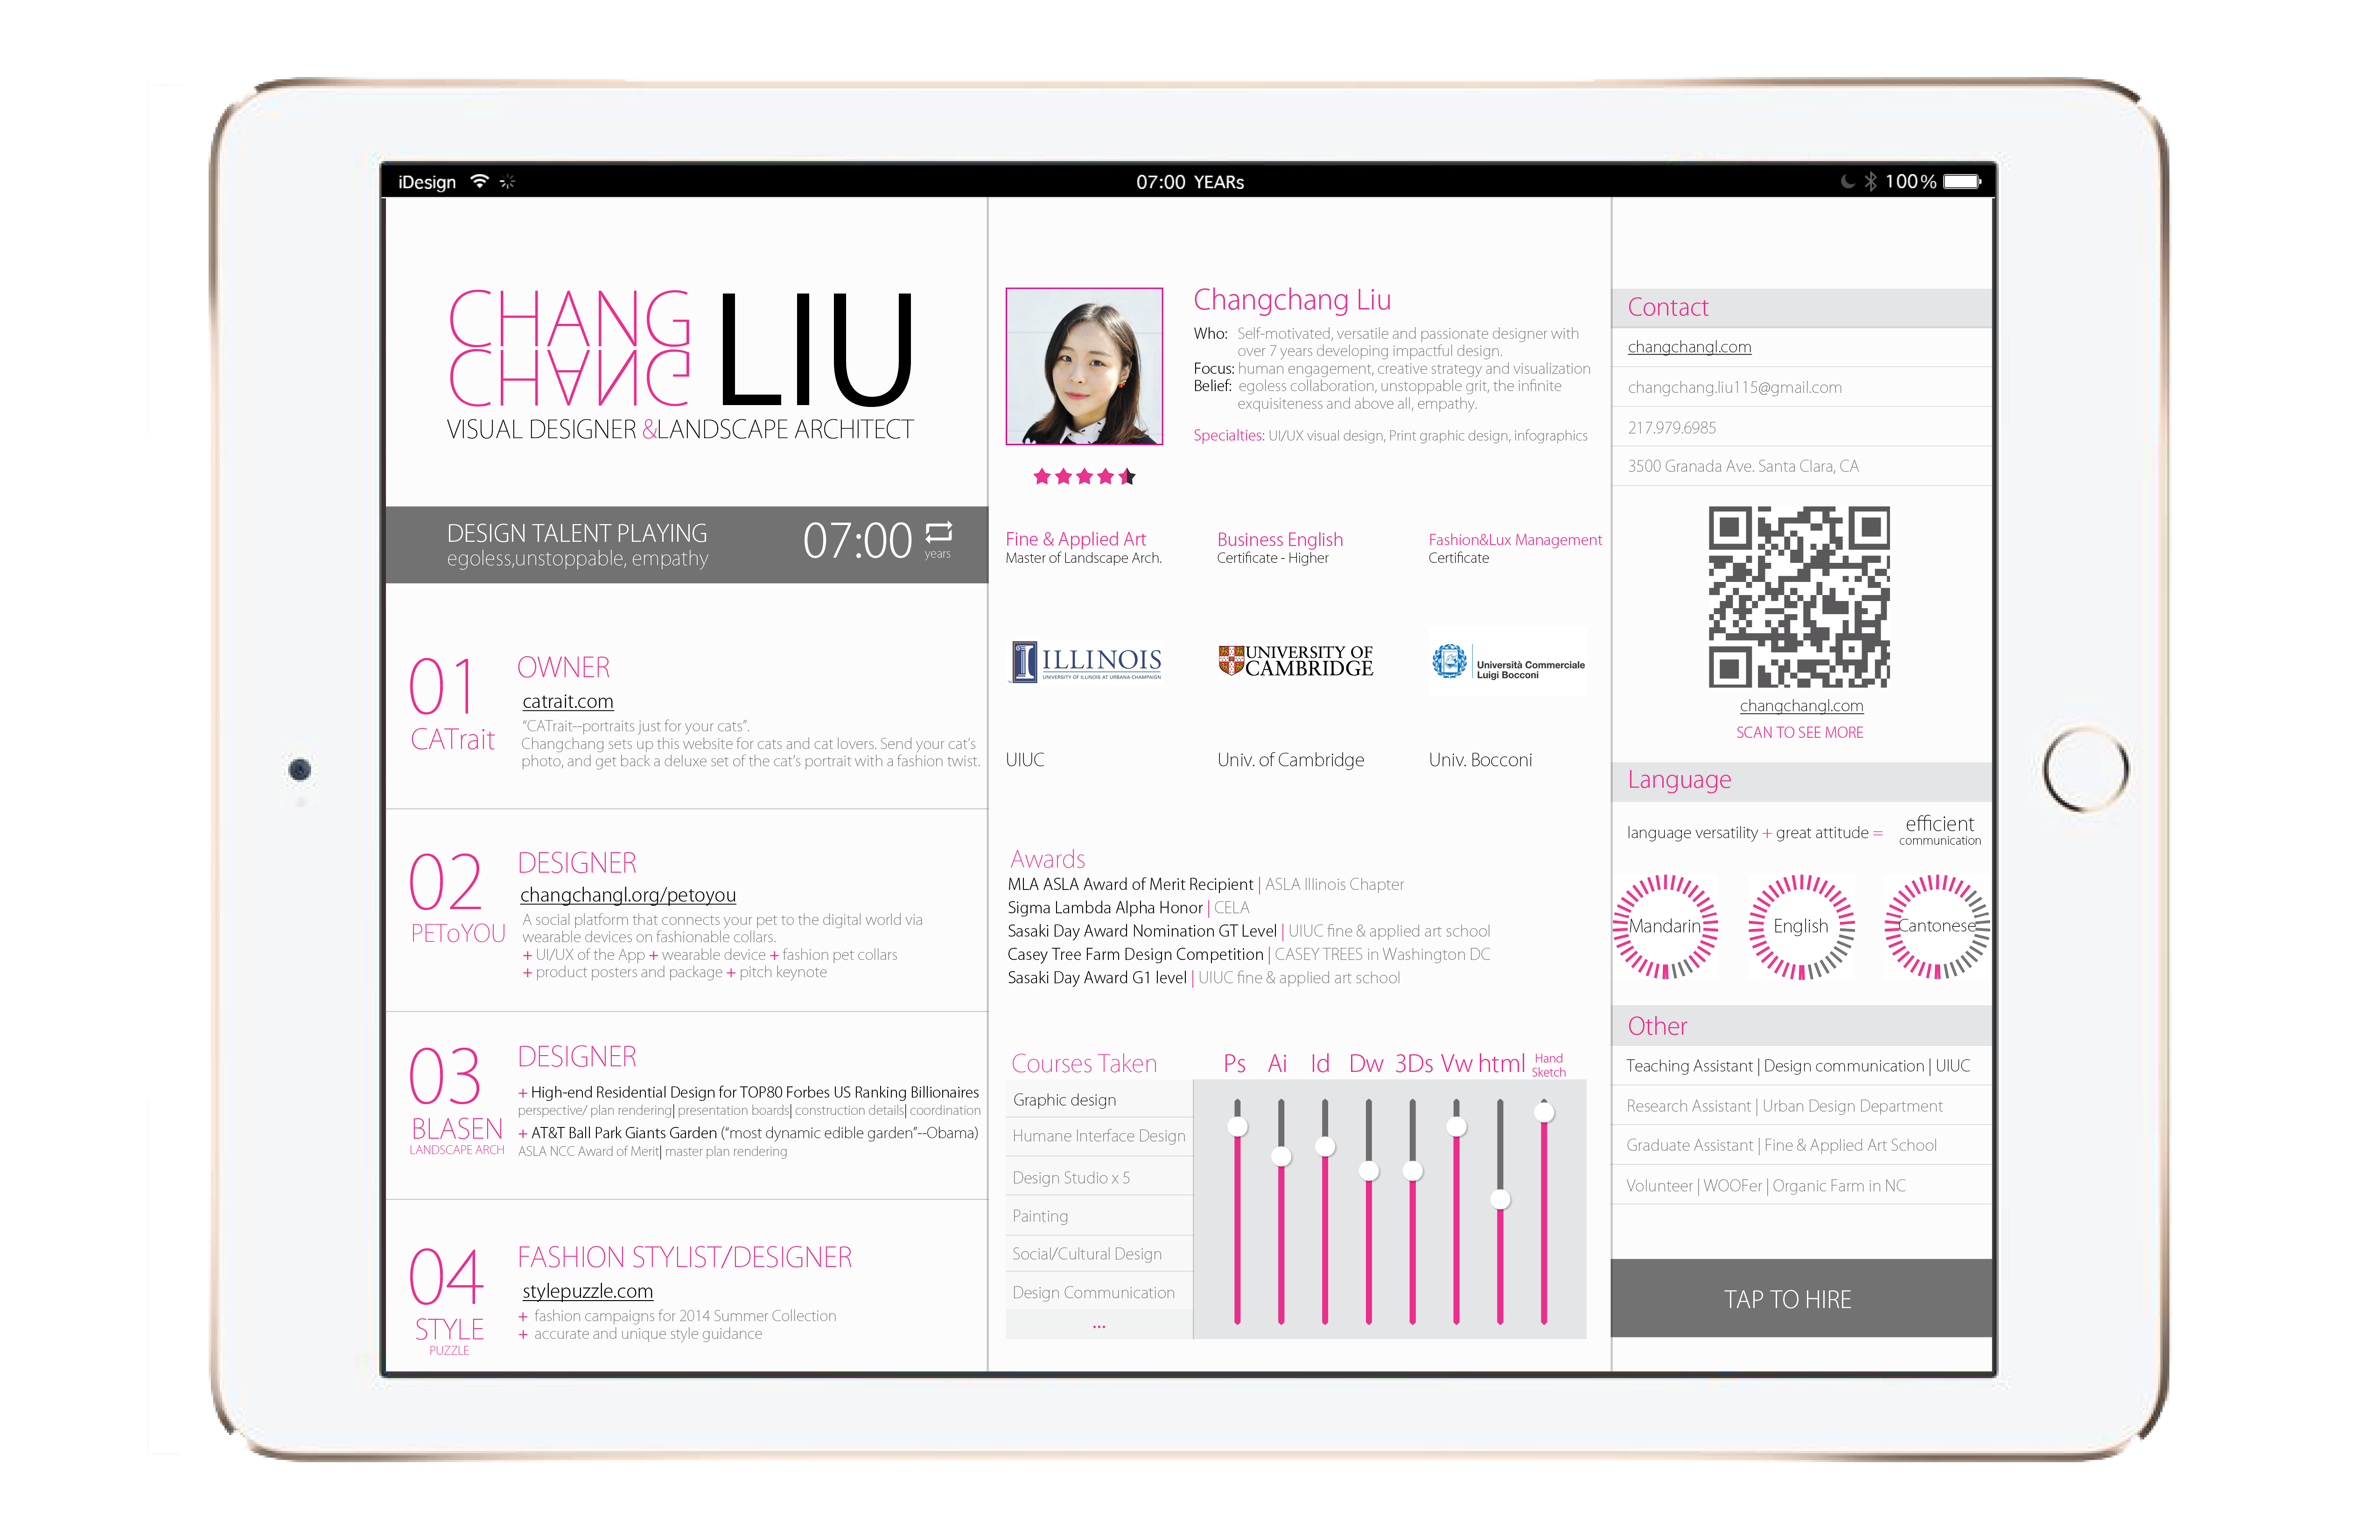 iDesign
07:00 YEARs
100%
CHANG
CHANG
LIU
VISUAL DESIGNER &LANDSCAPE ARCHITECT
DESIGN TALENT PLAYING
egoless,unstoppable, empathy
07:00
years
01
CATrait
OWNER
catrait.com
“CATrait--portraits just for your cats”.
Changchang sets up this website for cats and cat lovers. Send your cat’s
photo, and get back a deluxe set of the cat’s portrait with a fashion twist.
02
PEToYOU
DESIGNER
changchangl.org/petoyou
A social platform that connects your pet to the digital world via
wearable devices on fashionable collars.
+ UI/UX of the App + wearable device + fashion pet collars
+ product posters and package + pitch keynote
03
BLASEN
LANDSCAPE ARCH
DESIGNER
+ High-end Residential Design for TOP80 Forbes US Ranking Billionaires
perspective/ plan rendering| presentation boards| construction details| coordination
+ AT&T Ball Park Giants Garden (“most dynamic edible garden”--Obama)
ASLA NCC Award of Merit| master plan rendering
04
STYLE
PUZZLE
FASHION STYLIST/DESIGNER
stylepuzzle.com
+ fashion campaigns for 2014 Summer Collection
+ accurate and unique style guidance
Changchang Liu
Who: Self-motivated, versatile and passionate designer with
over 7 years developing impactful design.
Focus: human engagement, creative strategy and visualization
Belief: egoless collaboration, unstoppable grit, the infinite
exquisiteness and above all, empathy.
Specialties: UI/UX visual design, Print graphic design, infographics
Fine & Applied Art
Master of Landscape Arch.
Business English
Certificate - Higher
Fashion&Lux Management
Certificate
ILLINOIS
UNIVERSITY OF ILLINOIS AT URBANA-CHAMPAIGN
UNIVERSITY OF
CAMBRIDGE
Università Commerciale
Luigi Bocconi
UIUC
Univ. of Cambridge
Univ. Bocconi
Awards
MLA ASLA Award of Merit Recipient | ASLA Illinois Chapter
Sigma Lambda Alpha Honor | CELA
Sasaki Day Award Nomination GT Level | UIUC fine & applied art school
Casey Tree Farm Design Competition | CASEY TREES in Washington DC
Sasaki Day Award G1 level | UIUC fine & applied art school
Courses Taken
Ps Ai Id Dw 3Ds Vw html Hand
Sketch
Graphic design
Humane Interface Design
Design Studio x 5
Painting
Social/Cultural Design
Design Communication
...
Contact
changchangl.com
changchang.liu115@gmail.com
217.979.6985
3500 Granada Ave. Santa Clara, CA
changchangl.com
SCAN TO SEE MORE
Language
language versatility + great attitude = efficient
communication
Mandarin
English
Cantonese
Other
Teaching Assistant | Design communication | UIUC
Research Assistant | Urban Design Department
Graduate Assistant | Fine & Applied Art School
Volunteer | WOOFer | Organic Farm in NC
TAP TO HIRE